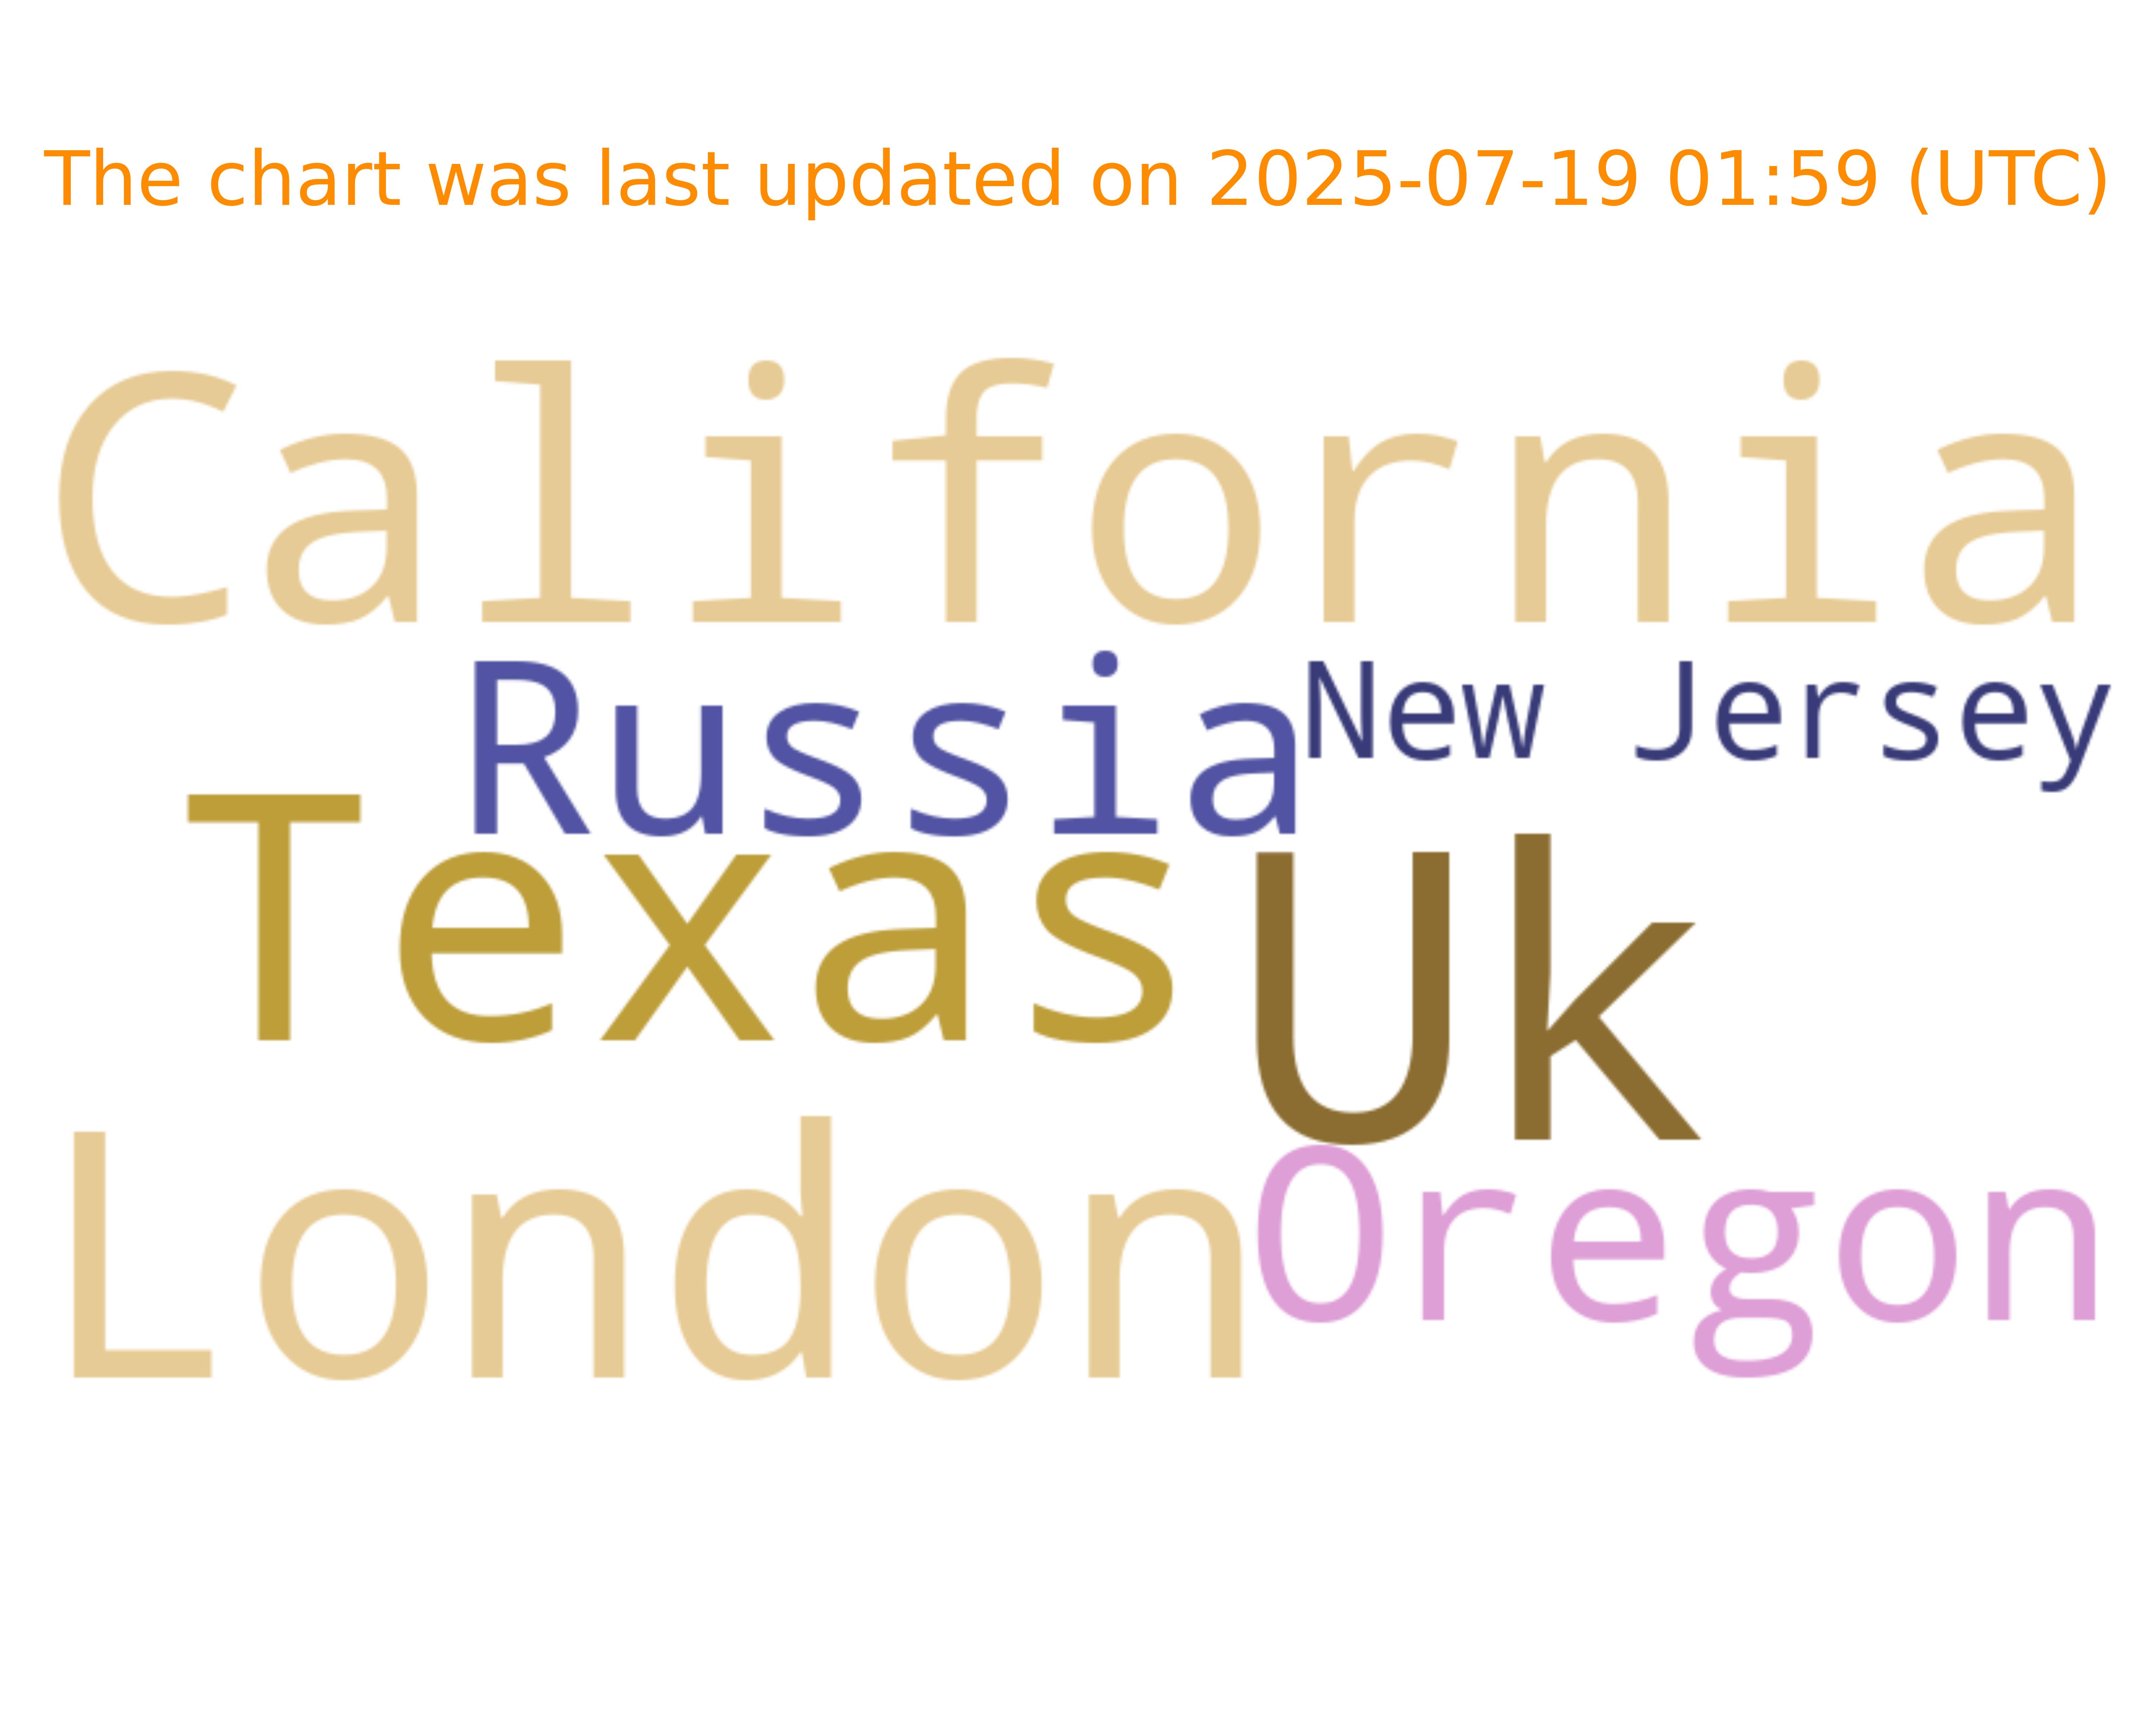 The chart was last updated on 2025-07-19 01:59 (UTC)
California
Russia New Jersey
Texas Uk
London Oregon